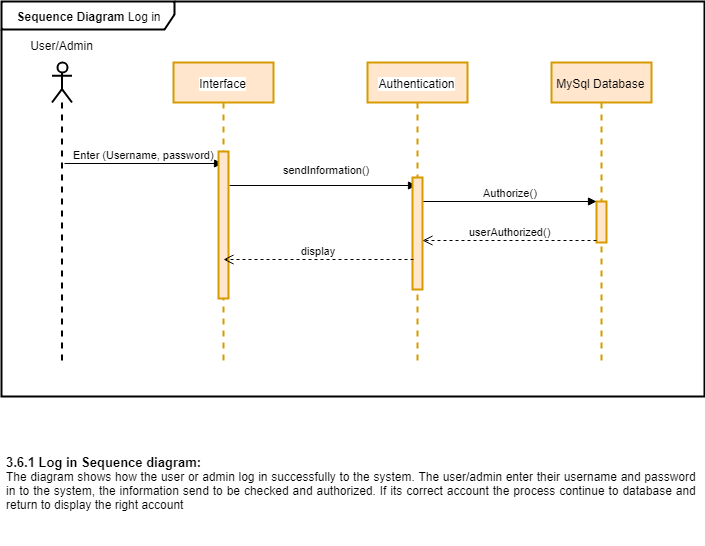 Sequence Diagram Log in
User/Admin
Interface
Authentication
MySql Database
Enter (Username, password)
sendInformation()
Authorize()
userAuthorized()
display
3.6.1 Log in Sequence diagram:
The diagram shows how the user or admin log in successfully to the system. The user/admin enter their username and password
in to the system, the information send to be checked and authorized. If its correct account the process continue to database and
return to display the right account